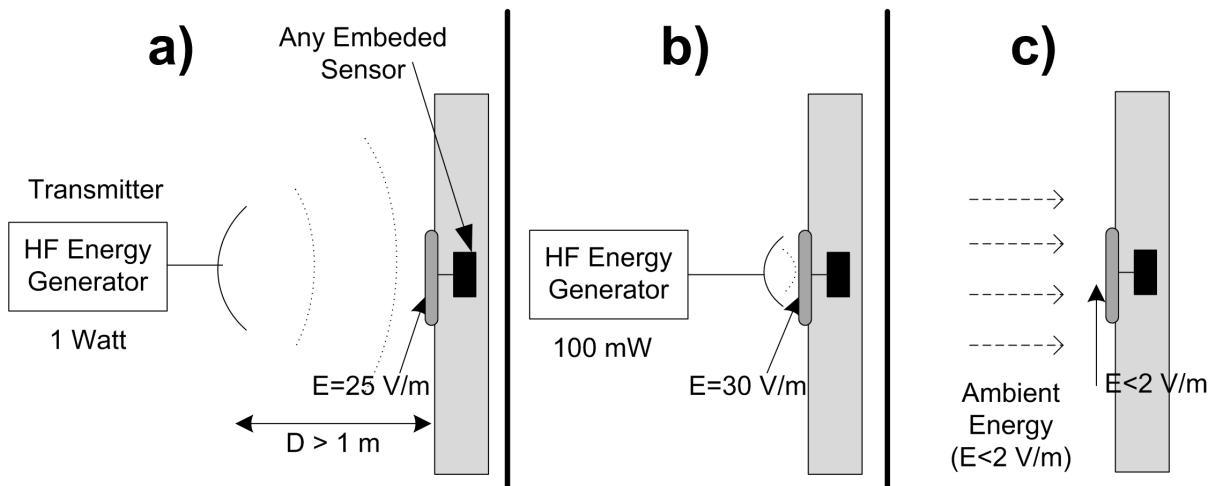 a)
Any Embeded
Sensor
Transmitter
HF Energy
Generator
1 Watt
E=25 V/m
D > 1 m
b)
HF Energy
Generator
100 mW
E=30 V/m
c)
E<2 V/m
Ambient
Energy
(E<2 V/m)